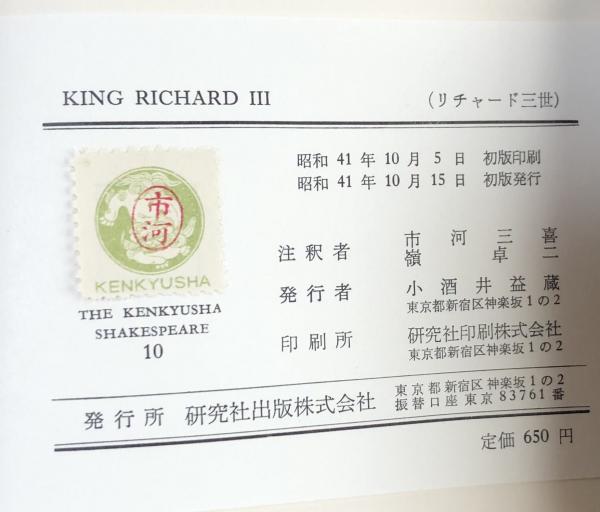 KING RICHARD III
(リチャード三世)
昭和 41 年 10 月 5 日 初版印刷
昭和 41 年 10 月 15 日 初版発行
市河
KENKYUSHA
THE KENKYUSHA
SHAKESPEARE
10
注釈者 市河三喜
嶺卓二
発行者 小酒井益蔵
東京都新宿区神楽坂1の2
印刷所 研究社印刷株式会社
東京都新宿区神楽坂1の2
発行所 研究社出版株式会社
東京都新宿区神楽坂1の2
振替口座 東京 83761 番
定価 650 円